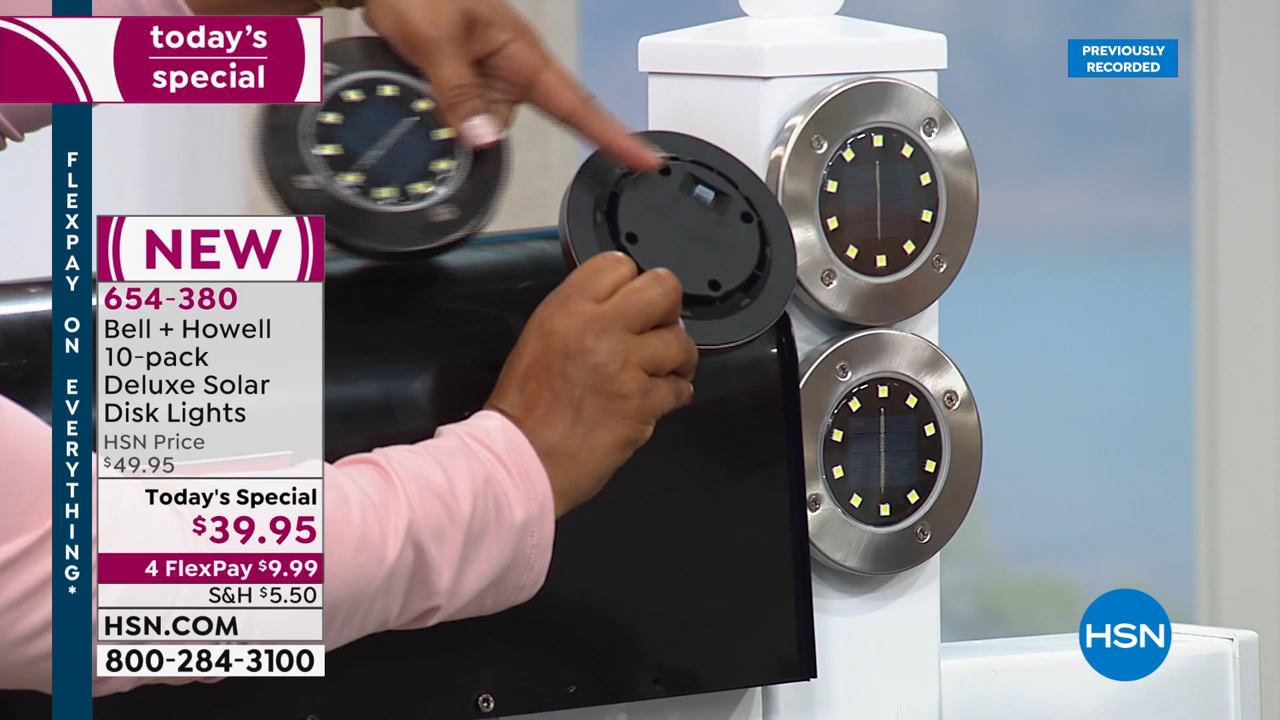 today's
special
PREVIOUSLY
RECORDED
FLEXPAY ON EVERYTHING*
NEW
654-380
Bell + Howell
10-pack
Deluxe Solar
Disk Lights
HSN Price
$49.95
Today's Special
$39.95
4 FlexPay $9.99
S&H $5.50
HSN.COM
800-284-3100
HSN